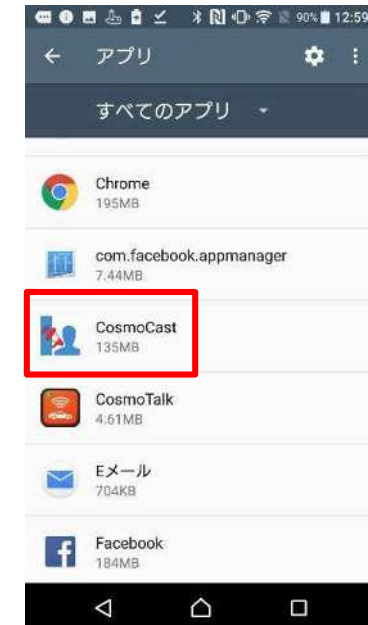 90% 12:59
アプリ
すべてのアプリ
Chrome
195MB
com.facebook.appmanager
7.44MB
CosmoCast
135MB
CosmoTalk
4.61MB
Eメール
704KB
Facebook
184MB